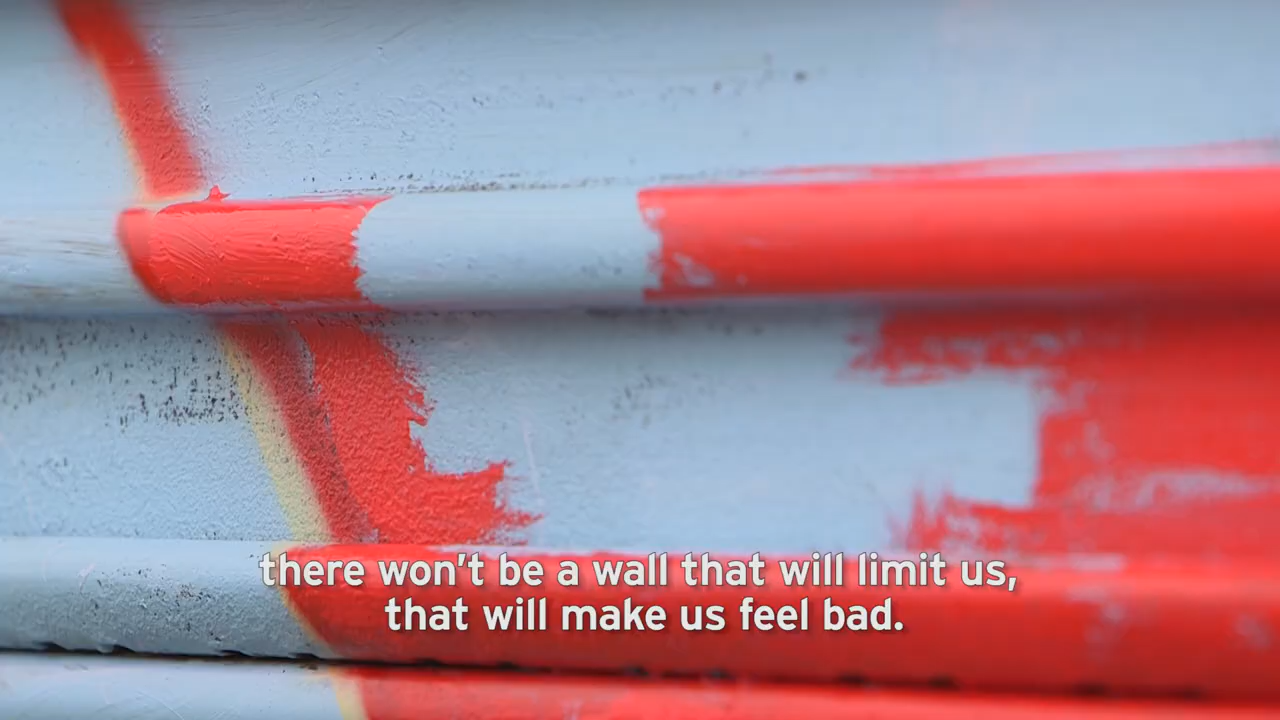 there won't be a wall that will limit us,
that will make us feel bad.